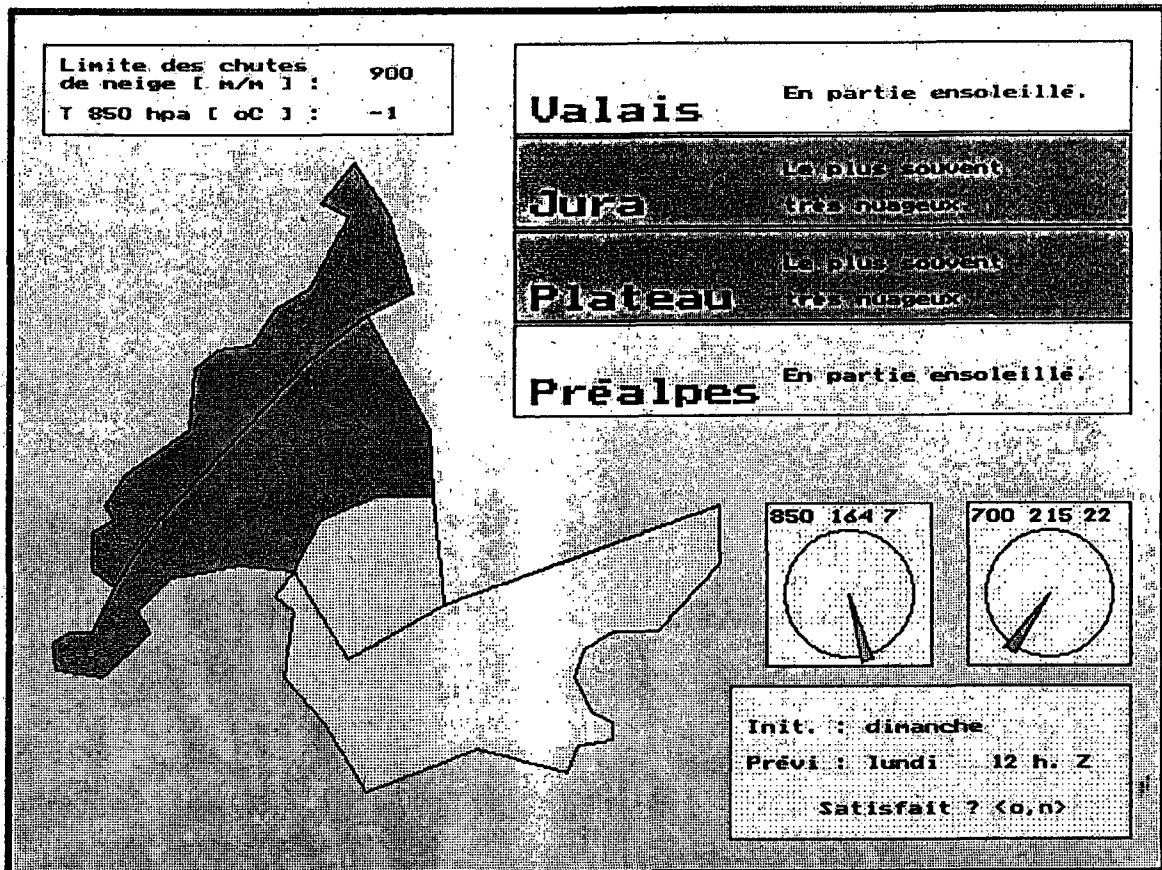 Limite des chutes
de neige [ m/m ] : 900
T 850 hpa [ oC ] : -1
Valais En partie ensoleillé.
Jura Le plus souvent
très nuageux.
Plateau Le plus souvent
très nuageux.
Préalpes En partie ensoleillé.
850 164 7
700 215 22
Init. : dimanche
Prévi : lundi 12 h. Z
Satisfait ? <o,n>